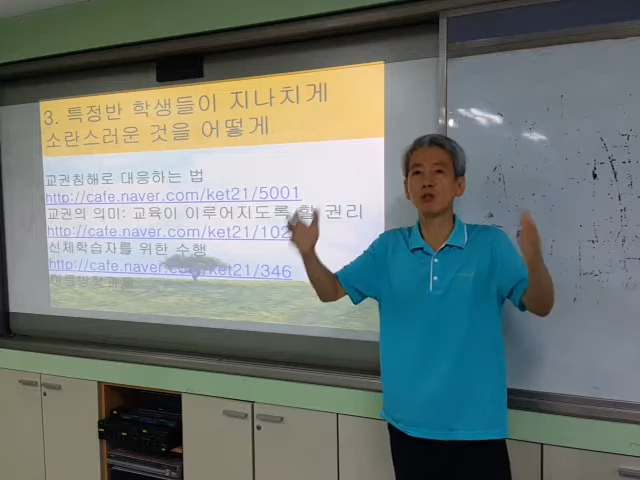 3. 특정반 학생들이 지나치게
소란스러운 것을 어떻게
교권침해로 대응하는 법
http://cafe.naver.com/ket21/5001
교권의 의미: 교육이 이루어지도록 할 권리
http://cafe.naver.com/ket21/102
신체학습자를 위한 수행
http://cafe.naver.com/ket21/346